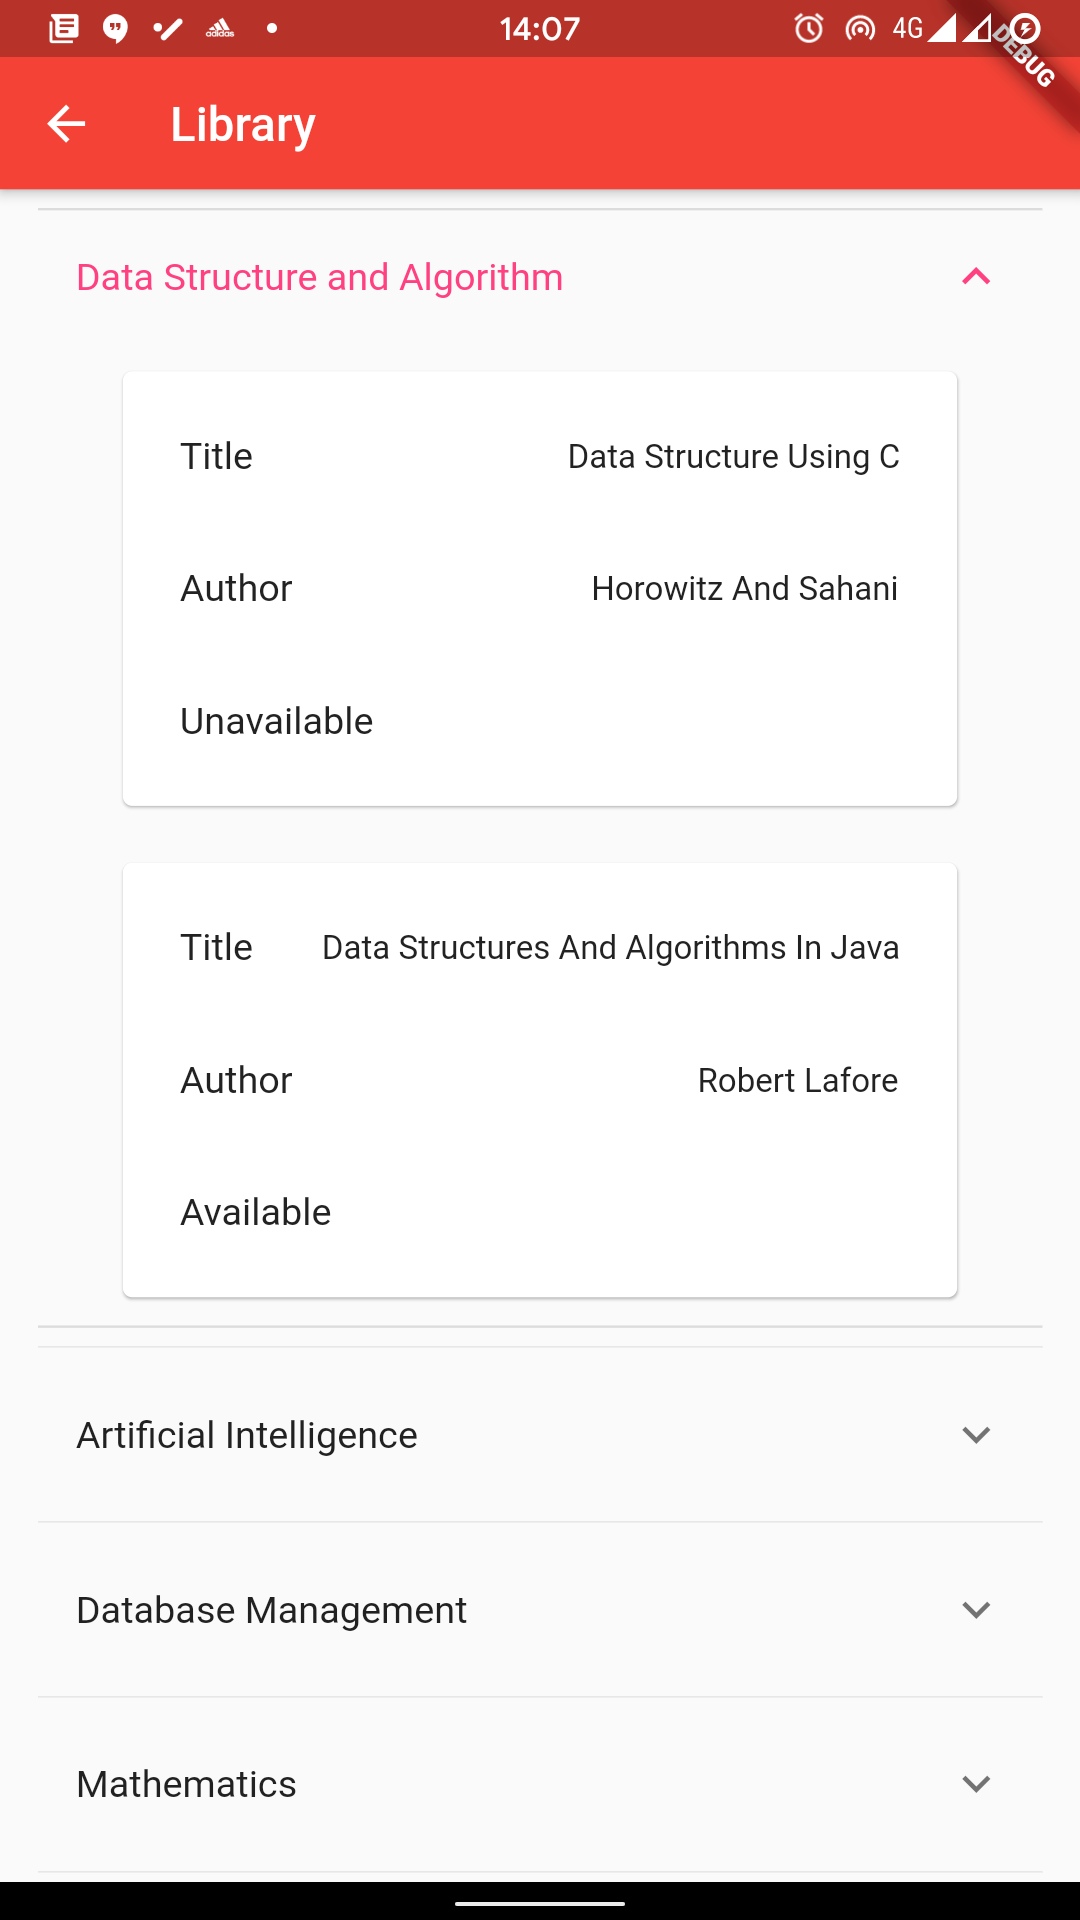 adidas
14:07
4G
DEBUG
Library
Data Structure and Algorithm
Title Data Structure Using C
Author Horowitz And Sahani
Unavailable
Title Data Structures And Algorithms In Java
Author Robert Lafore
Available
Artificial Intelligence
Database Management
Mathematics